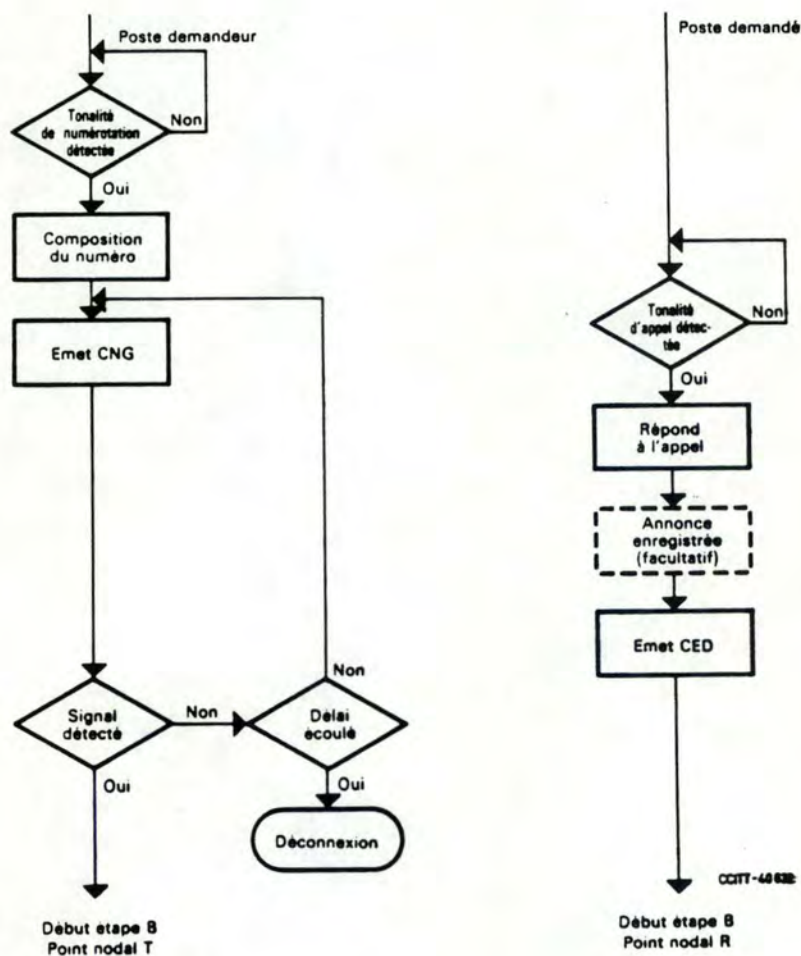 Poste demandeur
Tonalité
de numérotation
détectée
Non
Oui
Composition
du numéro
Emet CNG
Non
Signal
détecté
Non
Délai
écoulé
Oui
Oui
Déconnexion
Début étape B
Point nodal T
Poste demandé
Tonalité
d'appel détec-
tée
Non
Oui
Répond
à l'appel
Annonce
enregistrée
(facultatif)
Emet CED
CCITT-40632
Début étape B
Point nodal R